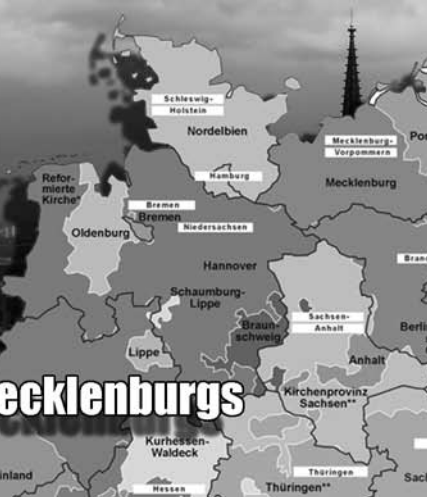 Schleswig-
Holstein
Nordelbien
Mecklenburg-
Vorpommern
Hamburg
Mecklenburg
Refor-
mierte
Kirche*
Bremen
Bremen
Oldenburg
Niedersachsen
Hannover
Schaumburg-
Lippe
Sachsen-
Anhalt
Braun-
schweig
Lippe
Anhalt
ecklenburgs
Kirchenprovinz
Sachsen**
Kurhessen-
Waldeck
inland
Hessen
Thüringen
Thüringen**